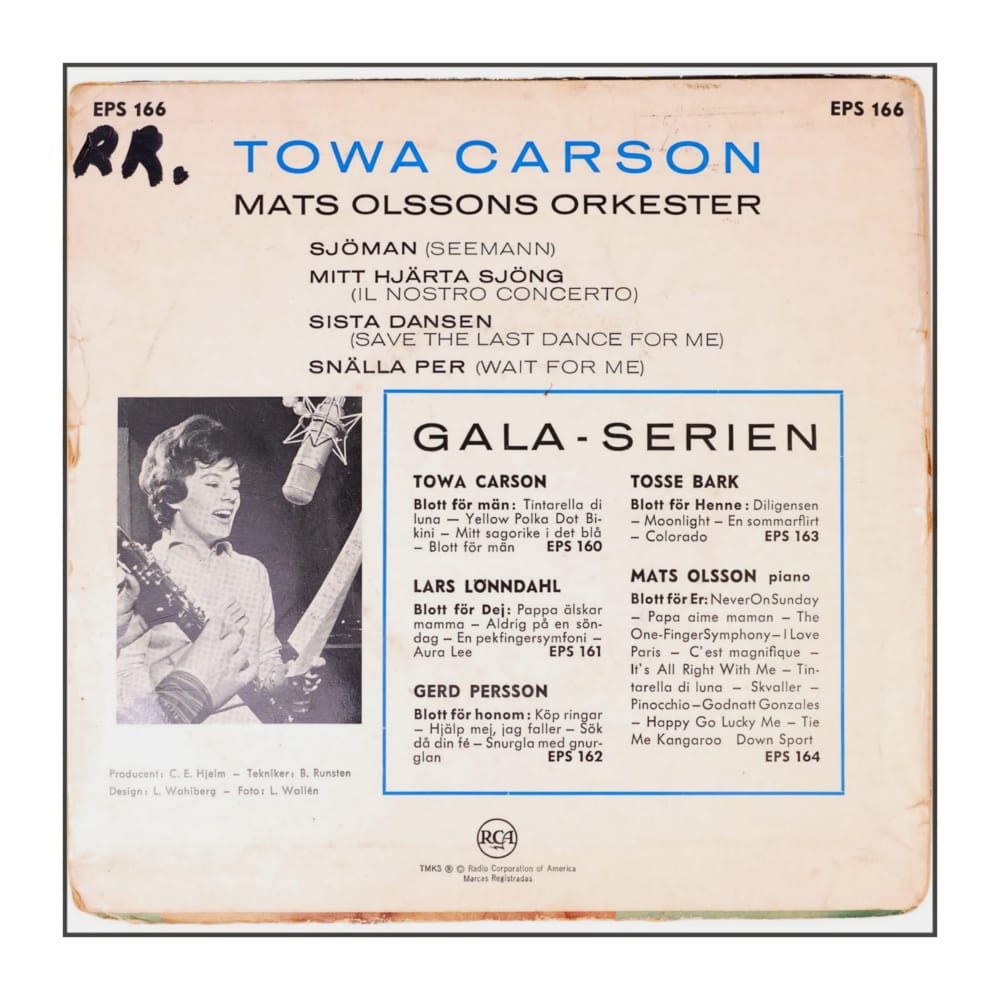 EPS 166
EPS 166
RR.
TOWA CARSON
MATS OLSSONS ORKESTER
SJÖMAN (SEEMANN)
MITT HJÄRTA SJÖNG
(IL NOSTRO CONCERTO)
SISTA DANSEN
(SAVE THE LAST DANCE FOR ME)
SNÄLLA PER (WAIT FOR ME)
GALA - SERIEN
TOWA CARSON
Blott för män: Tintarella di
luna — Yellow Polka Dot Bi-
kini — Mitt sagorike i det blå
— Blott för män EPS 160
LARS LÖNNDAHL
Blott för Dej: Pappa älskar
mamma — Aldrig på en sön-
dag — En pekfingersymfoni —
Aura Lee EPS 161
GERD PERSSON
Blott för honom: Köp ringar
— Hjälp mej, jag faller — Sök
då din fé — Snurgla med gnur-
glan EPS 162
TOSSE BARK
Blott för Henne: Diligensen
— Moonlight — En sommarflirt
— Colorado EPS 163
MATS OLSSON piano
Blott för Er: Never On Sunday
— Papa aime maman — The
One-Finger Symphony — I Love
Paris — C'est magnifique —
It's All Right With Me — Tin-
tarella di luna — Skvaller —
Pinocchio — Godnatt Gonzales
— Happy Go Lucky Me — Tie
Me Kangaroo Down Sport
EPS 164
Producent: C. E. Hjelm — Tekniker: B. Runsten
Design: L. Wahlberg — Foto: L. Wallén
RCA
TMKS ® © Radio Corporation of America
Marcas Registradas